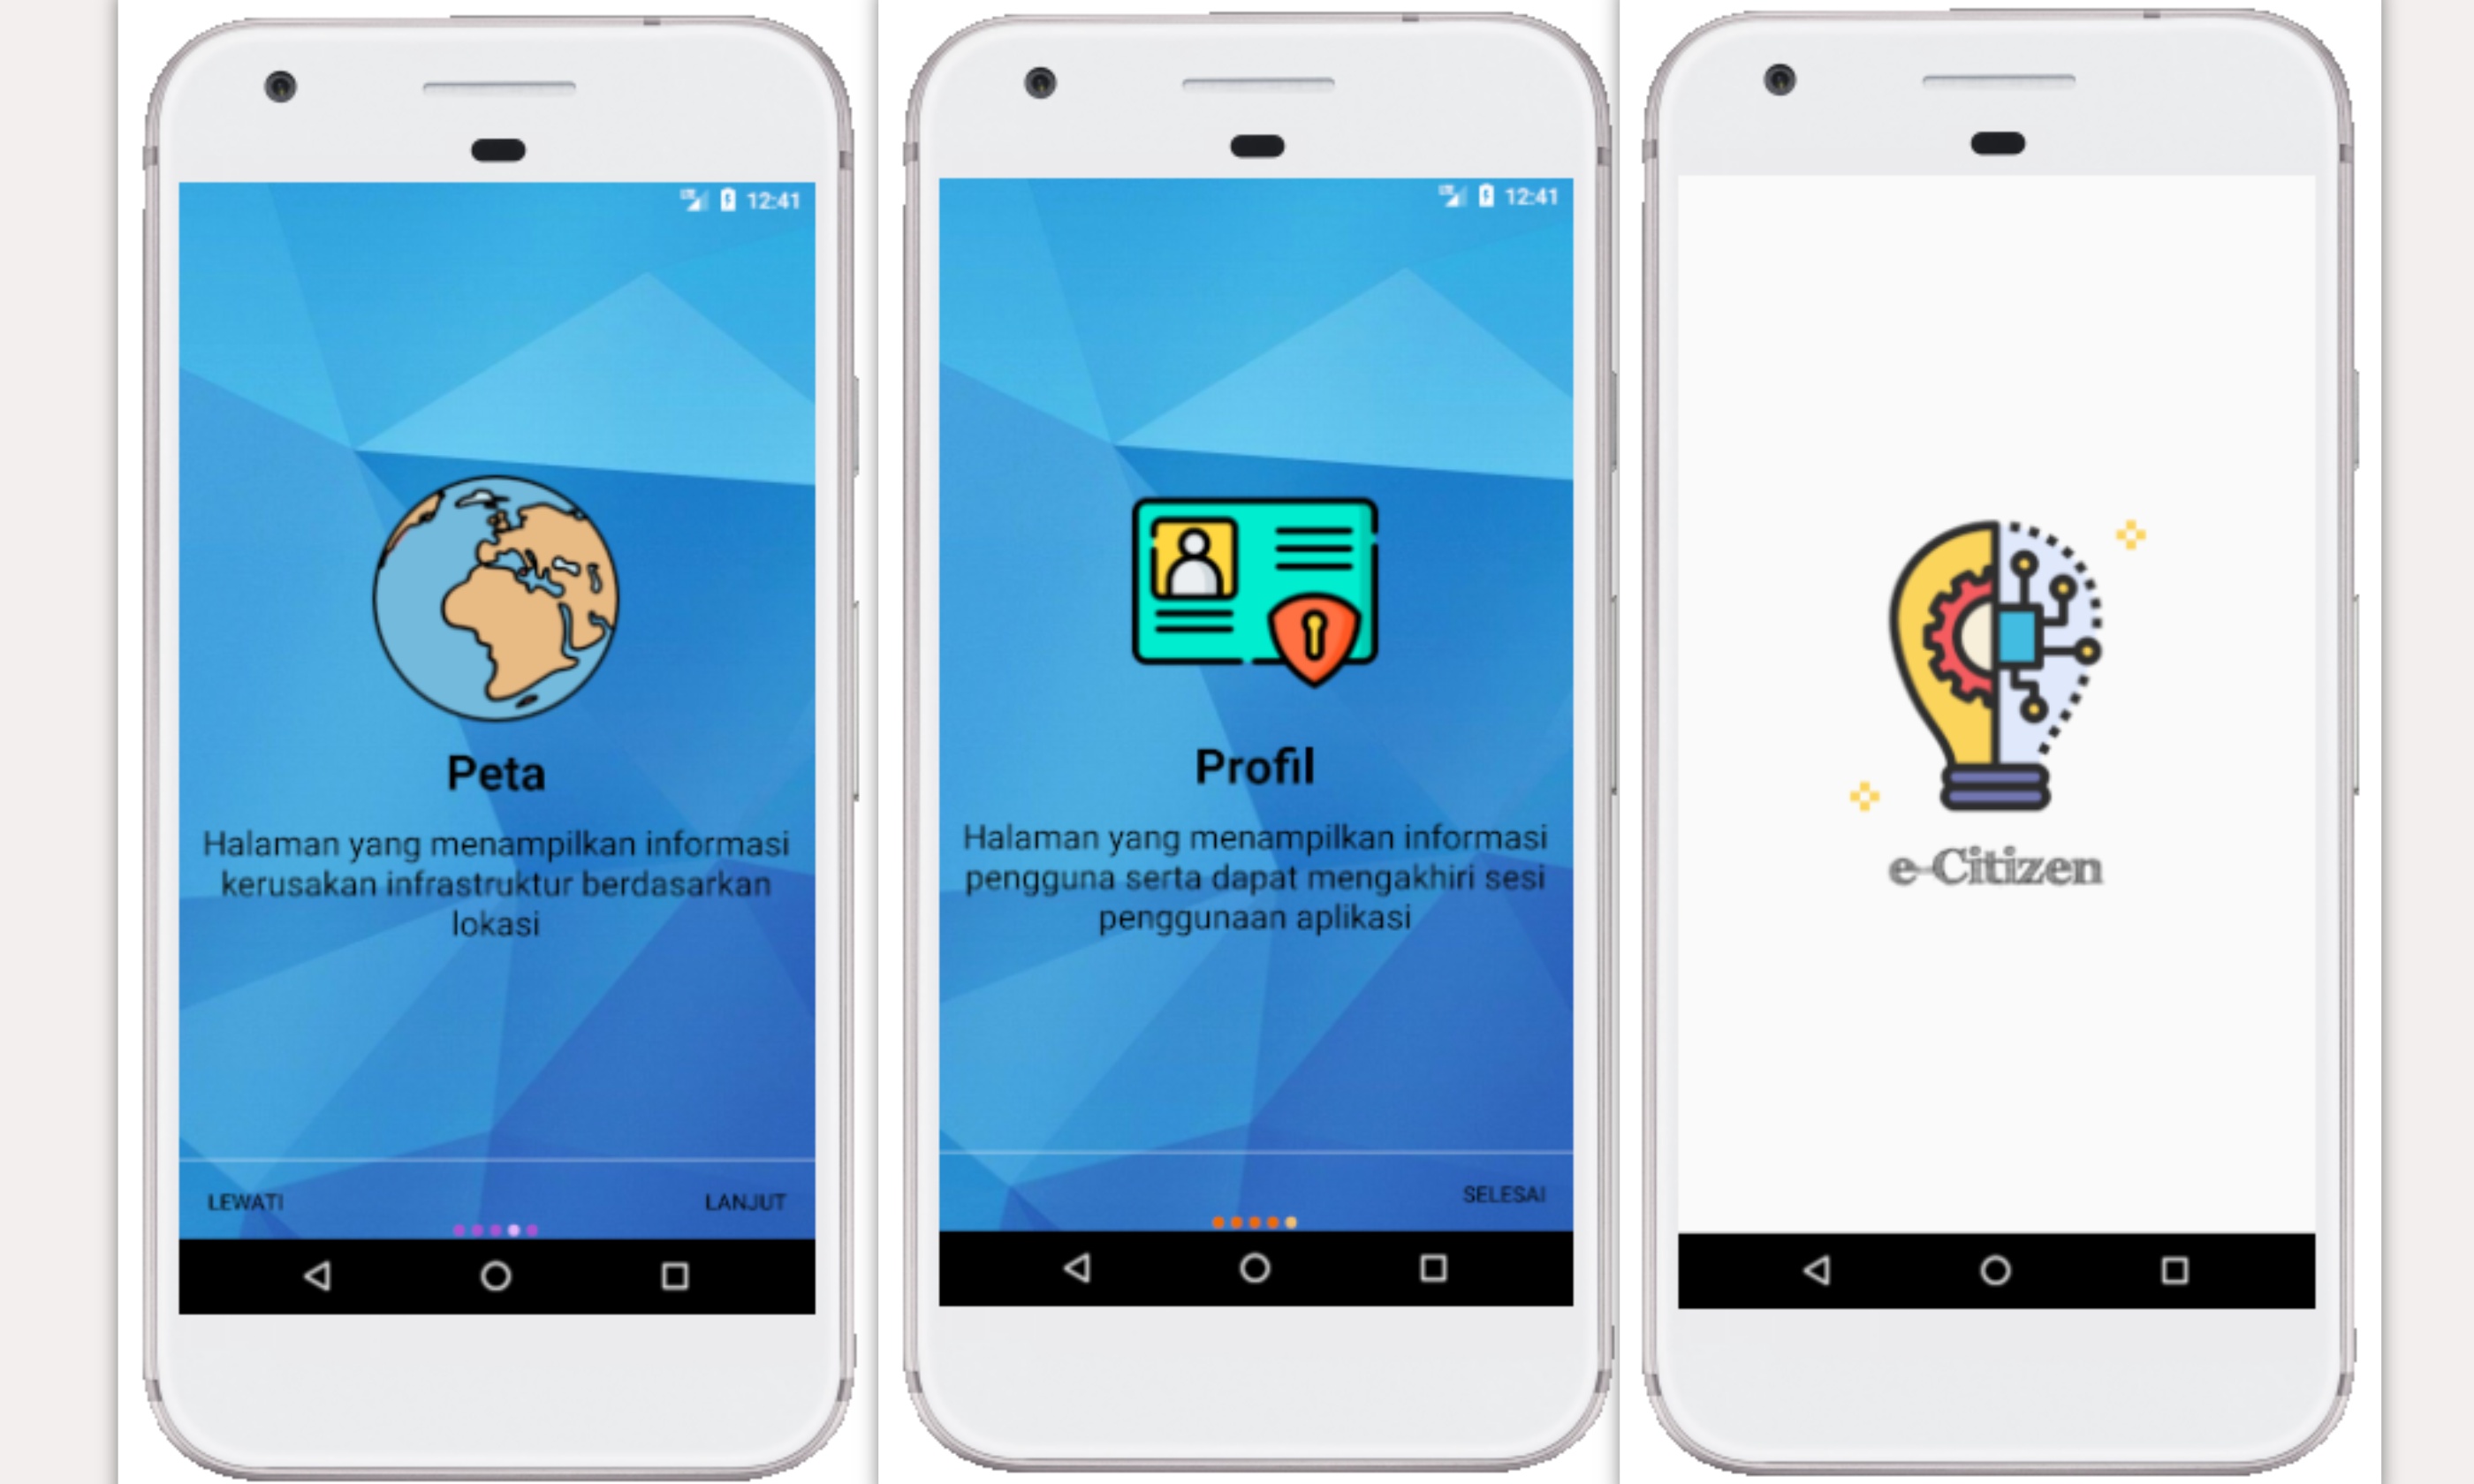 12:41
Peta
Halaman yang menampilkan informasi
kerusakan infrastruktur berdasarkan
lokasi
LEWATI
LANJUT
12:41
Profil
Halaman yang menampilkan informasi
pengguna serta dapat mengakhiri sesi
penggunaan aplikasi
SELESAI
e-Citizen